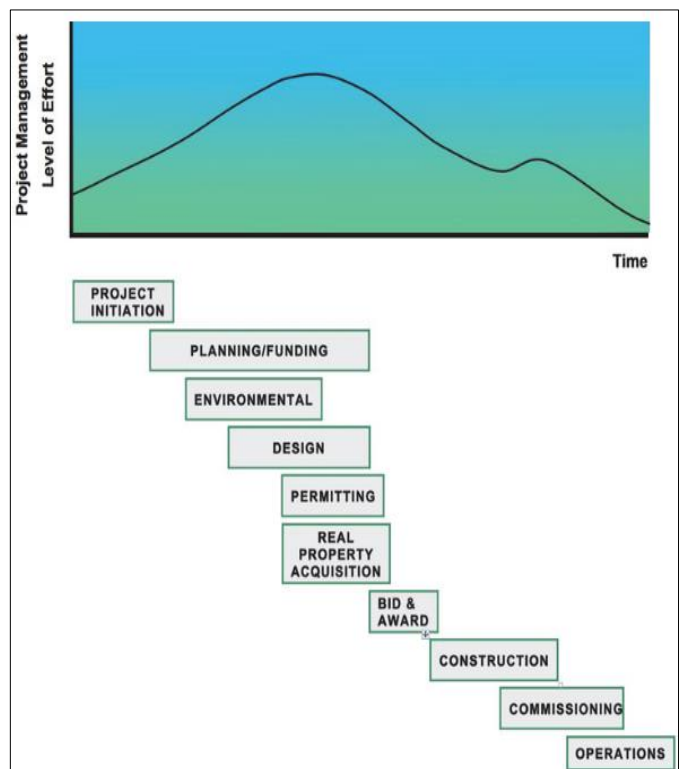 Project Management
Level of Effort
Time
PROJECT
INITIATION
PLANNING/FUNDING
ENVIRONMENTAL
DESIGN
PERMITTING
REAL
PROPERTY
ACQUISITION
BID &
AWARD
CONSTRUCTION
COMMISSIONING
OPERATIONS